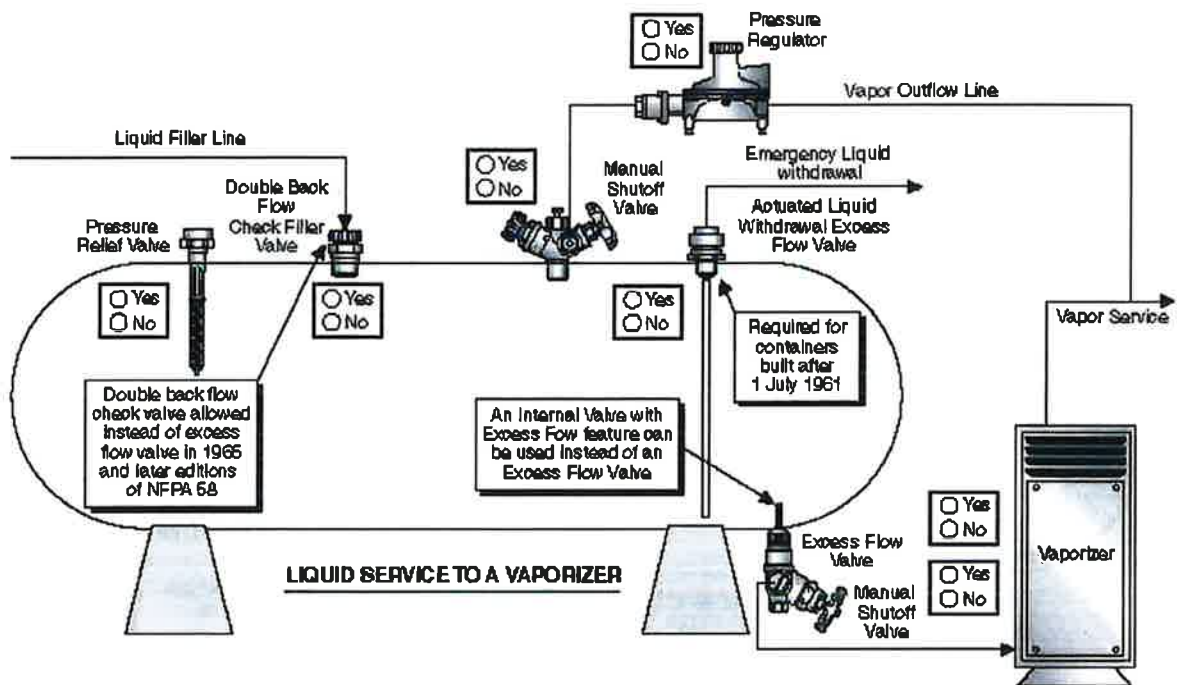 Yes
No
Pressure
Regulator
Vapor Outflow Line
Liquid Filler Line
Emergency Liquid
withdrawal
Yes
No
Manual
Shutoff
Valve
Double Back
Flow
Check Filler
Valve
Pressure
Relief Valve
Actuated Liquid
Withdrawal Excess
Flow Valve
Yes
No
Yes
No
Yes
No
Vapor Service
Required for
containers
built after
1 July 1961
Double back flow
check valve allowed
instead of excess
flow valve in 1965
and later editions
of NFPA 58
An Internal Valve with
Excess Fow feature can
be used instead of an
Excess Flow Valve
Yes
No
Excess Flow
Valve
Vaporizer
LIQUID SERVICE TO A VAPORIZER
Yes
No
Manual
Shutoff
Valve